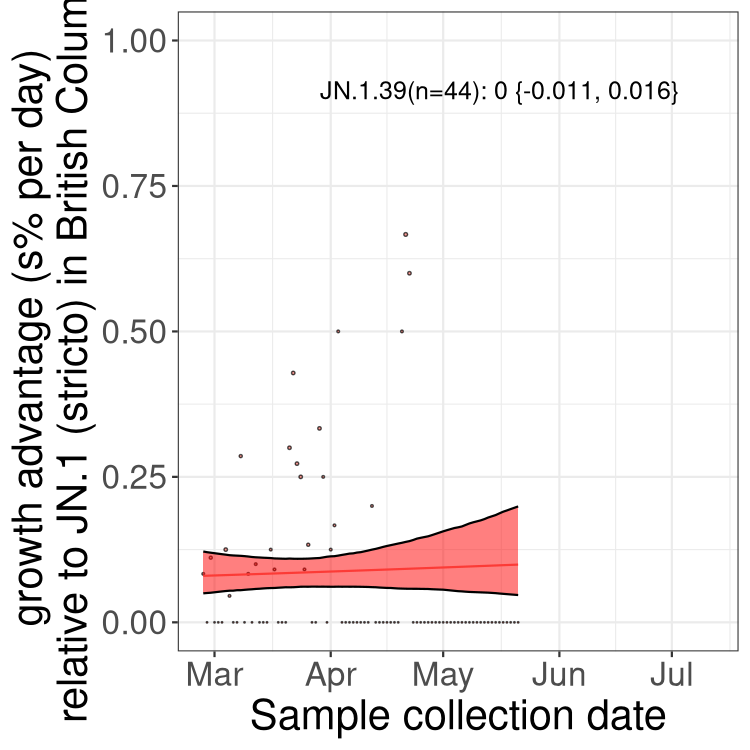 growth advantage (s% per day)
relative to JN.1 (stricto) in British Colum
1.00
0.75
0.50
0.25
0.00
JN.1.39(n=44): 0 {-0.011, 0.016}
Mar Apr May Jun Jul
Sample collection date